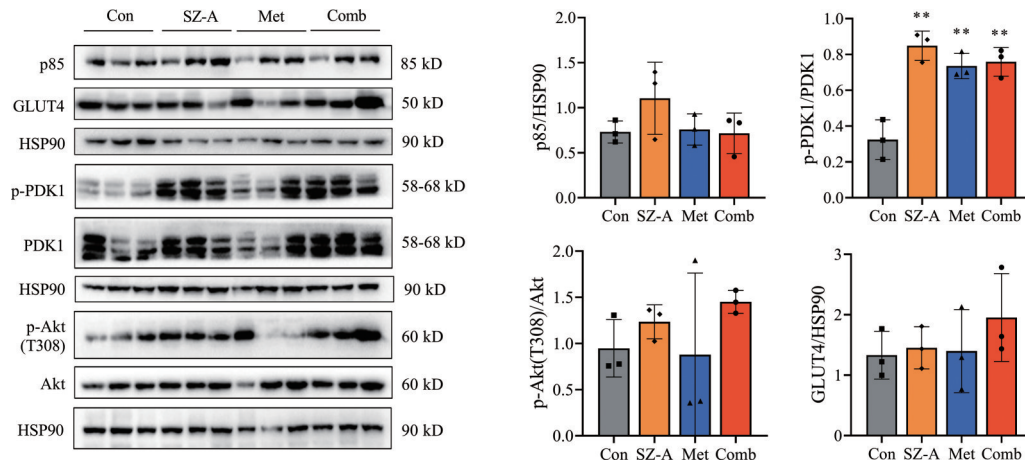 Con SZ-A Met Comb
p85 85 kD
GLUT4 50 kD
HSP90 90 kD
p-PDK1 58-68 kD
PDK1 58-68 kD
HSP90 90 kD
p-Akt
(T308) 60 kD
Akt 60 kD
HSP90 90 kD
p85/HSP90
2.0
1.5
1.0
0.5
0.0
Con SZ-A Met Comb
p-PDK1/PDK1
1.0
0.8
0.6
0.4
0.2
0.0
** ** **
Con SZ-A Met Comb
p-Akt(T308)/Akt
2.0
1.5
1.0
0.5
0.0
Con SZ-A Met Comb
GLUT4/HSP90
3
2
1
0
Con SZ-A Met Comb